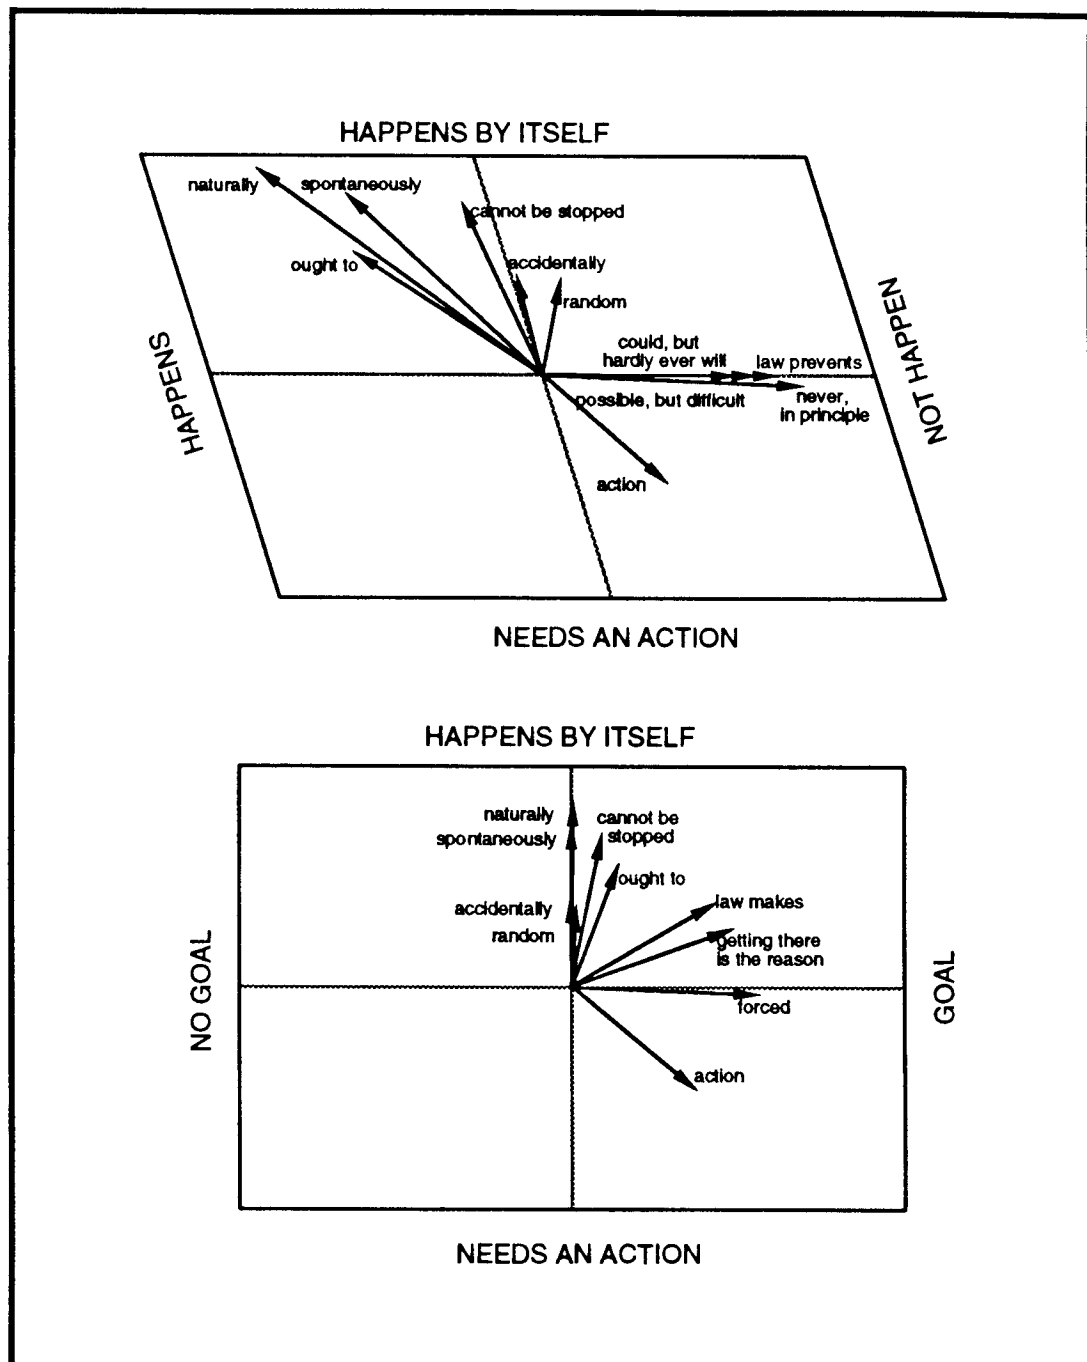 HAPPENS BY ITSELF
naturally
spontaneously
cannot be stopped
ought to
accidentally
random
HAPPENS
NOT HAPPEN
could, but
hardly ever will
law prevents
possible, but difficult
never,
in principle
action
NEEDS AN ACTION
HAPPENS BY ITSELF
naturally
cannot be
spontaneously
stopped
ought to
law makes
accidentally
random
getting there
is the reason
NO GOAL
GOAL
forced
action
NEEDS AN ACTION